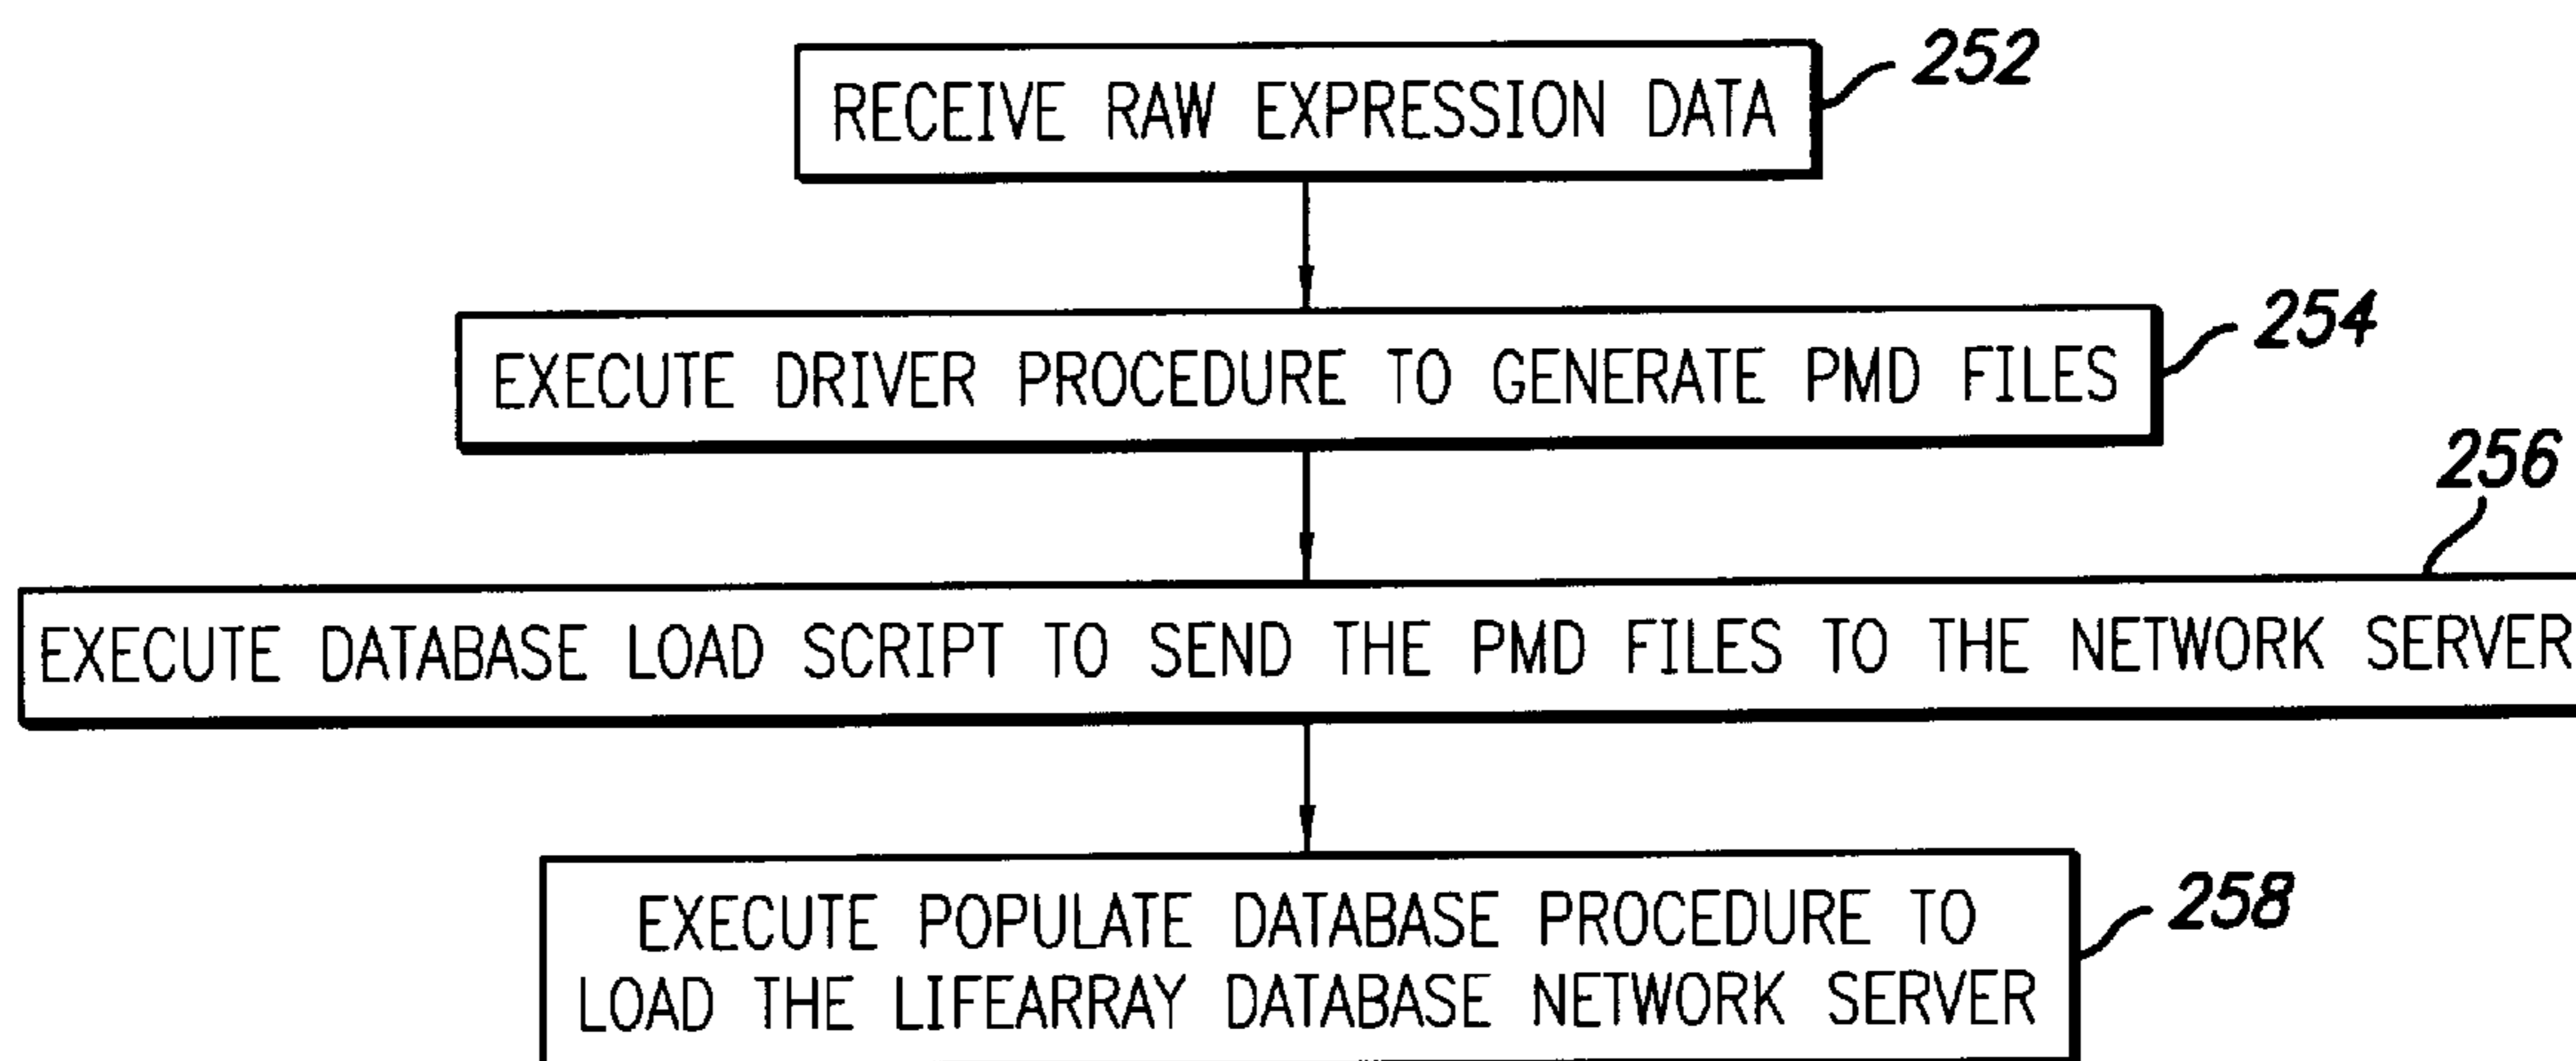 RECEIVE RAW EXPRESSION DATA
252
EXECUTE DRIVER PROCEDURE TO GENERATE PMD FILES
254
256
EXECUTE DATABASE LOAD SCRIPT TO SEND THE PMD FILES TO THE NETWORK SERVER
EXECUTE POPULATE DATABASE PROCEDURE TO
LOAD THE LIFEARRAY DATABASE NETWORK SERVER
258